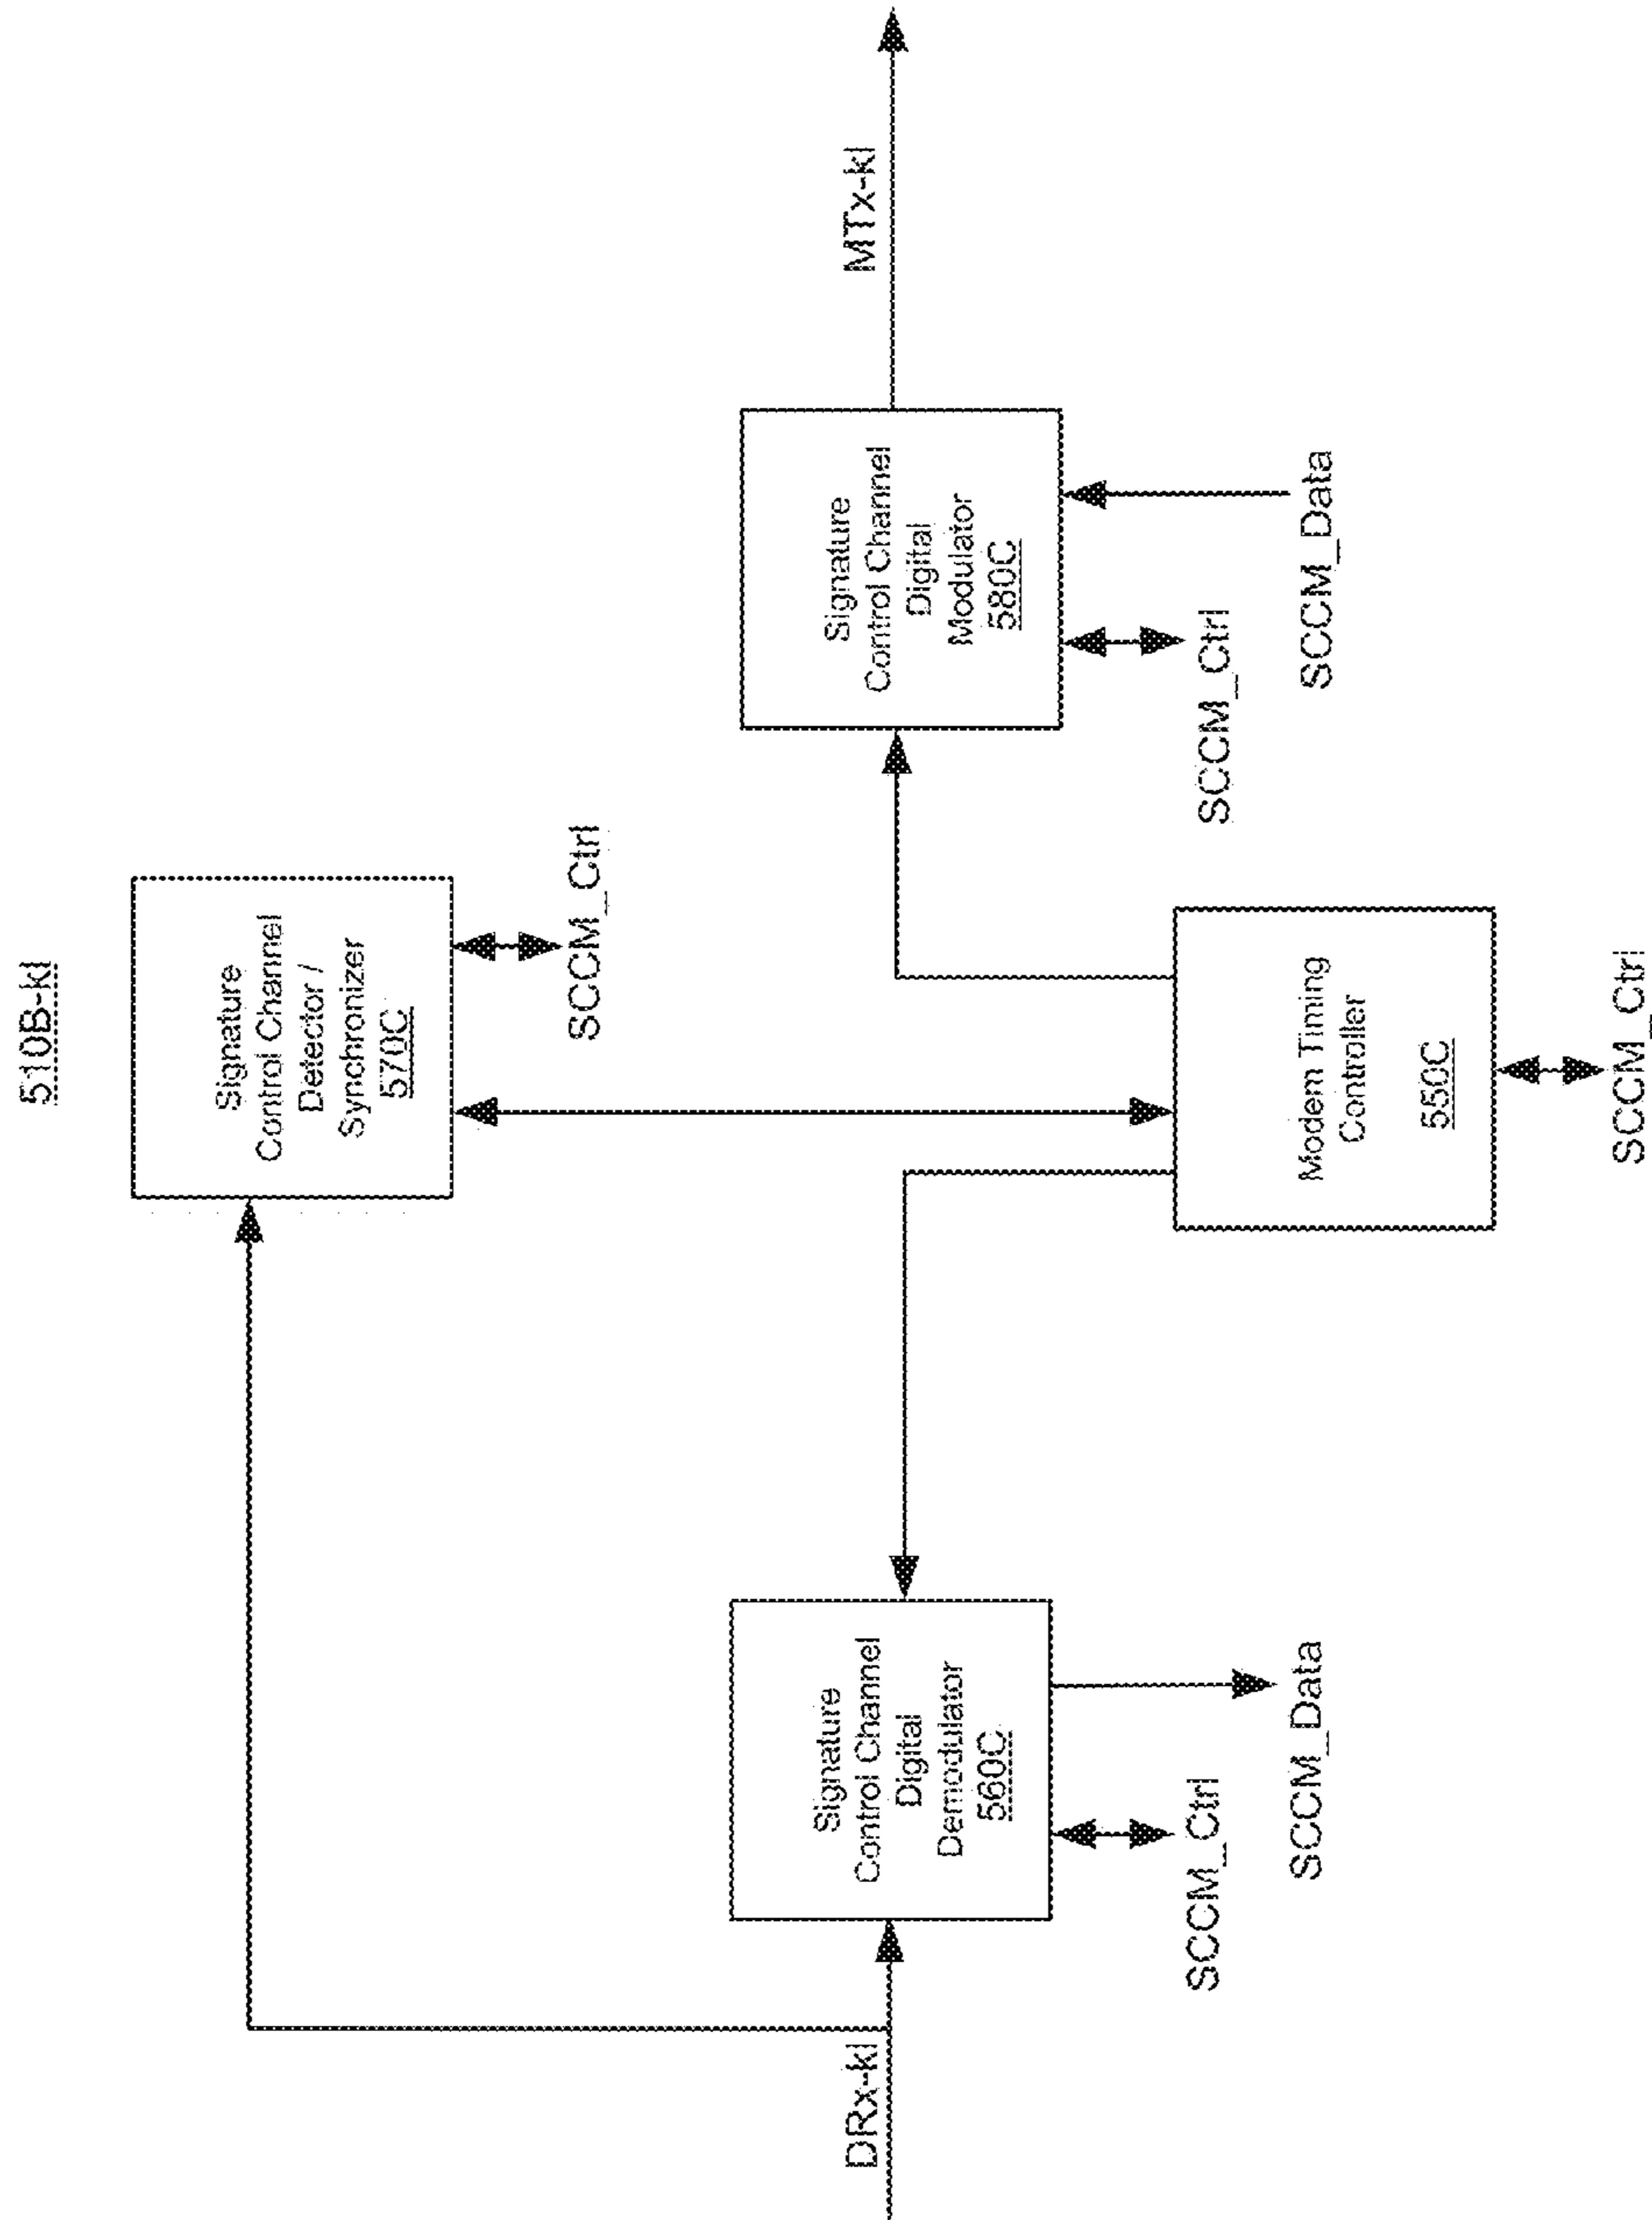 510B-kl
Signature
Control Channel
Detector /
Synchronizer
570C
SCCM_Ctrl
DRx-kl
Signature
Control Channel
Digital
Demodulator
560C
SCCM_Ctrl
SCCM_Data
Signature
Control Channel
Digital
Modulator
580C
MTx-kl
SCCM_Ctrl
SCCM_Data
Modem Timing
Controller
550C
SCCM_Ctrl